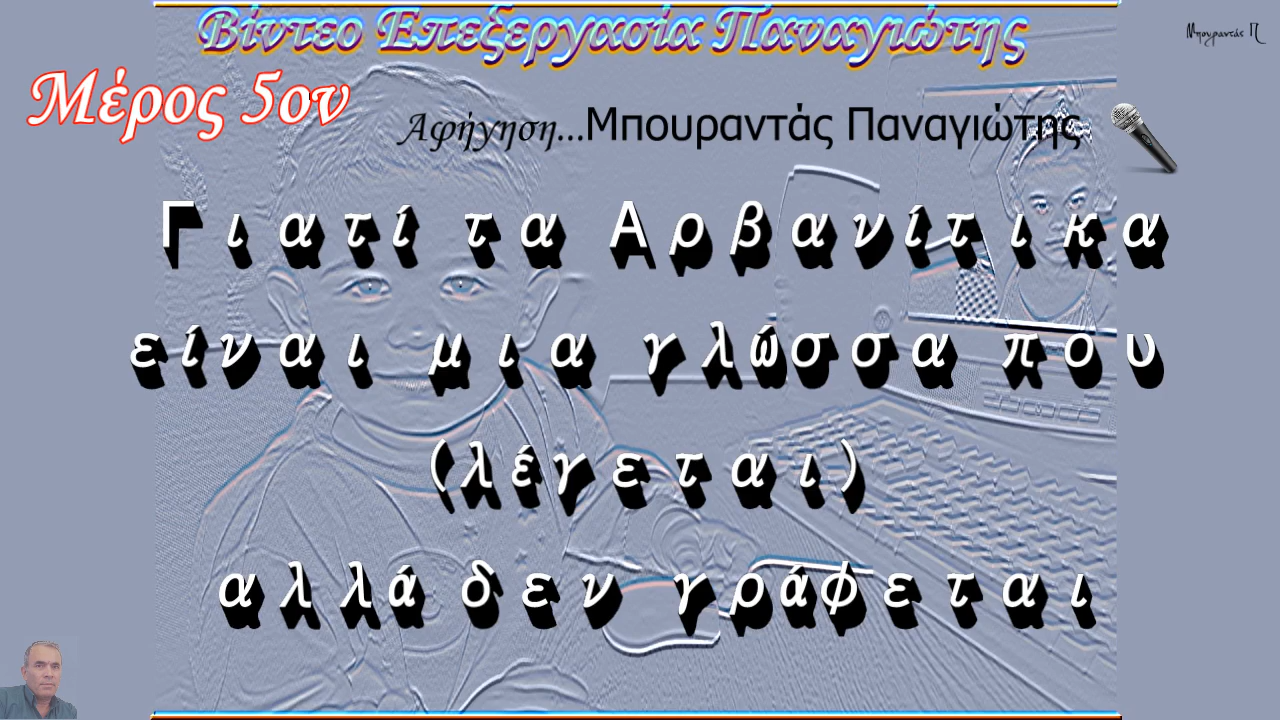 Βίντεο Επεξεργασία Παναγιώτης
Μπουραντάς Π
Μέρος 5ον
Αφήγηση...Μπουραντάς Παναγιώτης
Γιατί τα Αρβανίτικα
είναι μια γλώσσα που
(λέγεται)
αλλά δεν γράφεται